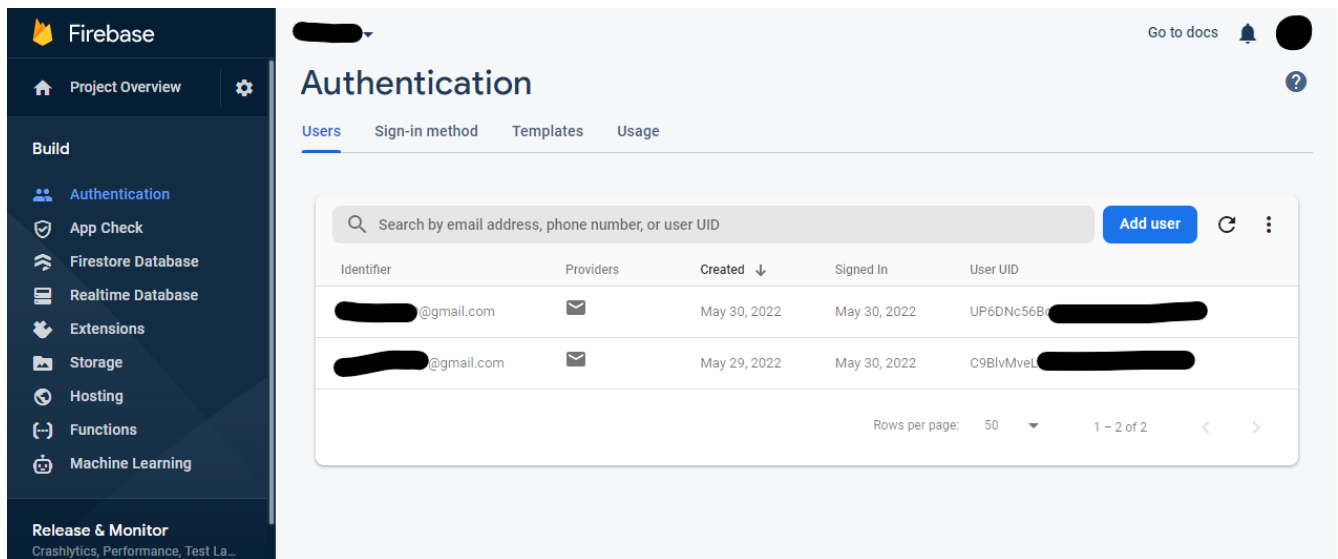 Firebase
Go to docs
Project Overview
Authentication
Users Sign-in method Templates Usage
Build
Authentication
App Check
Firestore Database
Realtime Database
Extensions
Storage
Hosting
Functions
Machine Learning
Release & Monitor
Crashlytics, Performance, Test La...
Search by email address, phone number, or user UID Add user
Identifier Providers Created Signed In User UID
@gmail.com May 30, 2022 May 30, 2022 UP6DNc56B
@gmail.com May 29, 2022 May 30, 2022 C9BlvMveL
Rows per page: 50 1 – 2 of 2